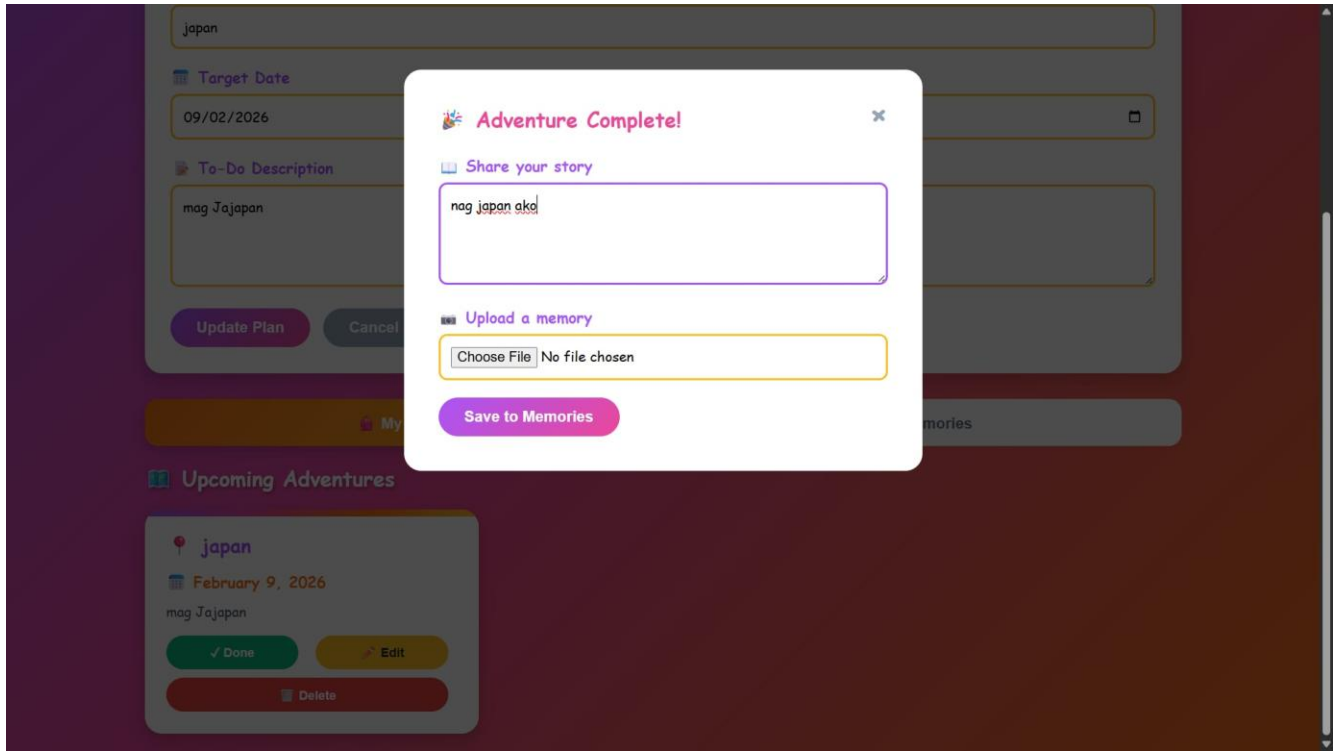 japan
Target Date
09/02/2026
To-Do Description
mag Jajapan
Update Plan
Cancel
Adventure Complete!
Share your story
nag japan ako
Upload a memory
Choose File No file chosen
Save to Memories
My
mories
Upcoming Adventures
japan
February 9, 2026
mag Jajapan
✓ Done
Edit
Delete